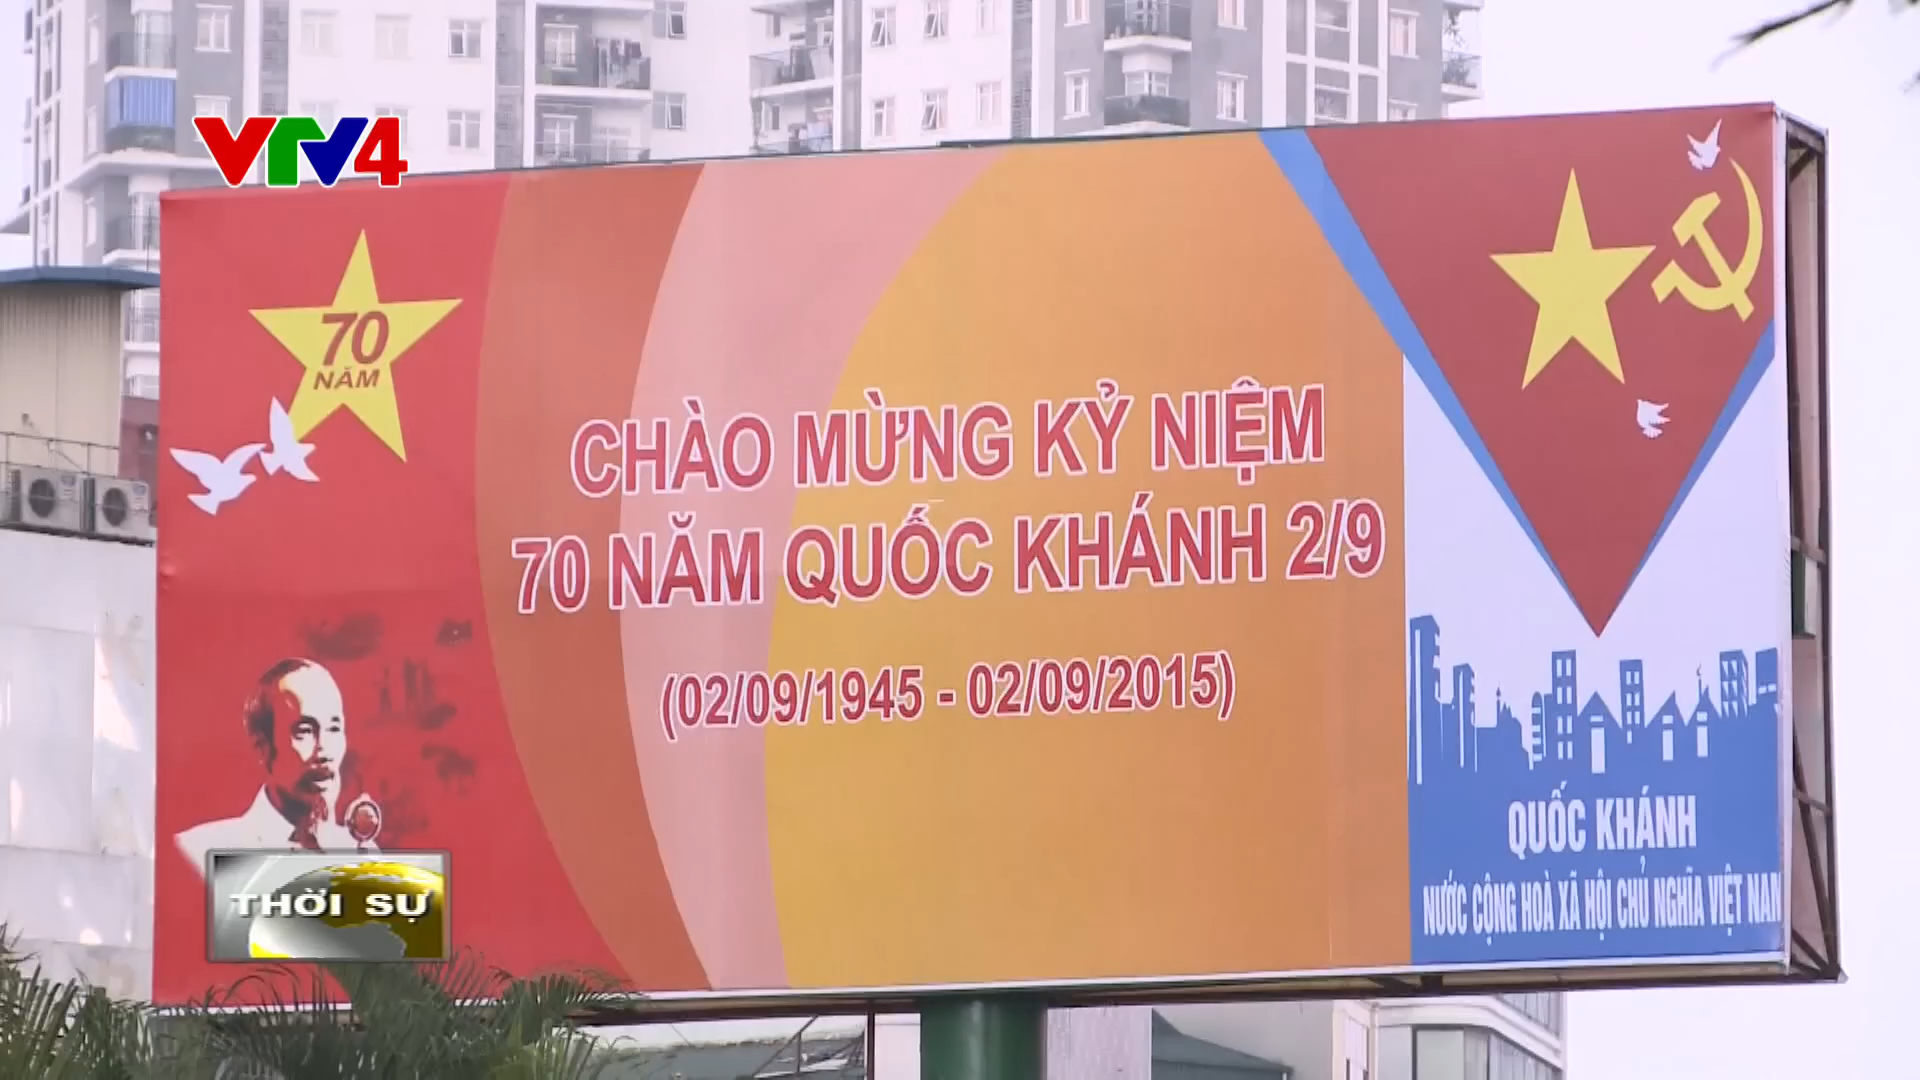 VTV4
70
NĂM
CHÀO MỪNG KỶ NIỆM
70 NĂM QUỐC KHÁNH 2/9
(02/09/1945 - 02/09/2015)
QUỐC KHÁNH
NƯỚC CỘNG HOÀ XÃ HỘI CHỦ NGHĨA VIỆT NAM
THỜI SỰ